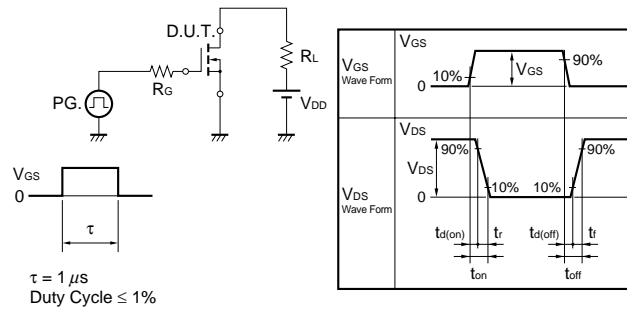 D.U.T.
RL
RG
PG.
VDD
VGS
0
τ
τ = 1 μs
Duty Cycle ≤ 1%
VGS
Wave Form
VGS
10%
0
VGS
90%
VDS
Wave Form
VDS
90%
VDS
0
10%
10%
90%
td(on)
tr
td(off)
tf
ton
toff